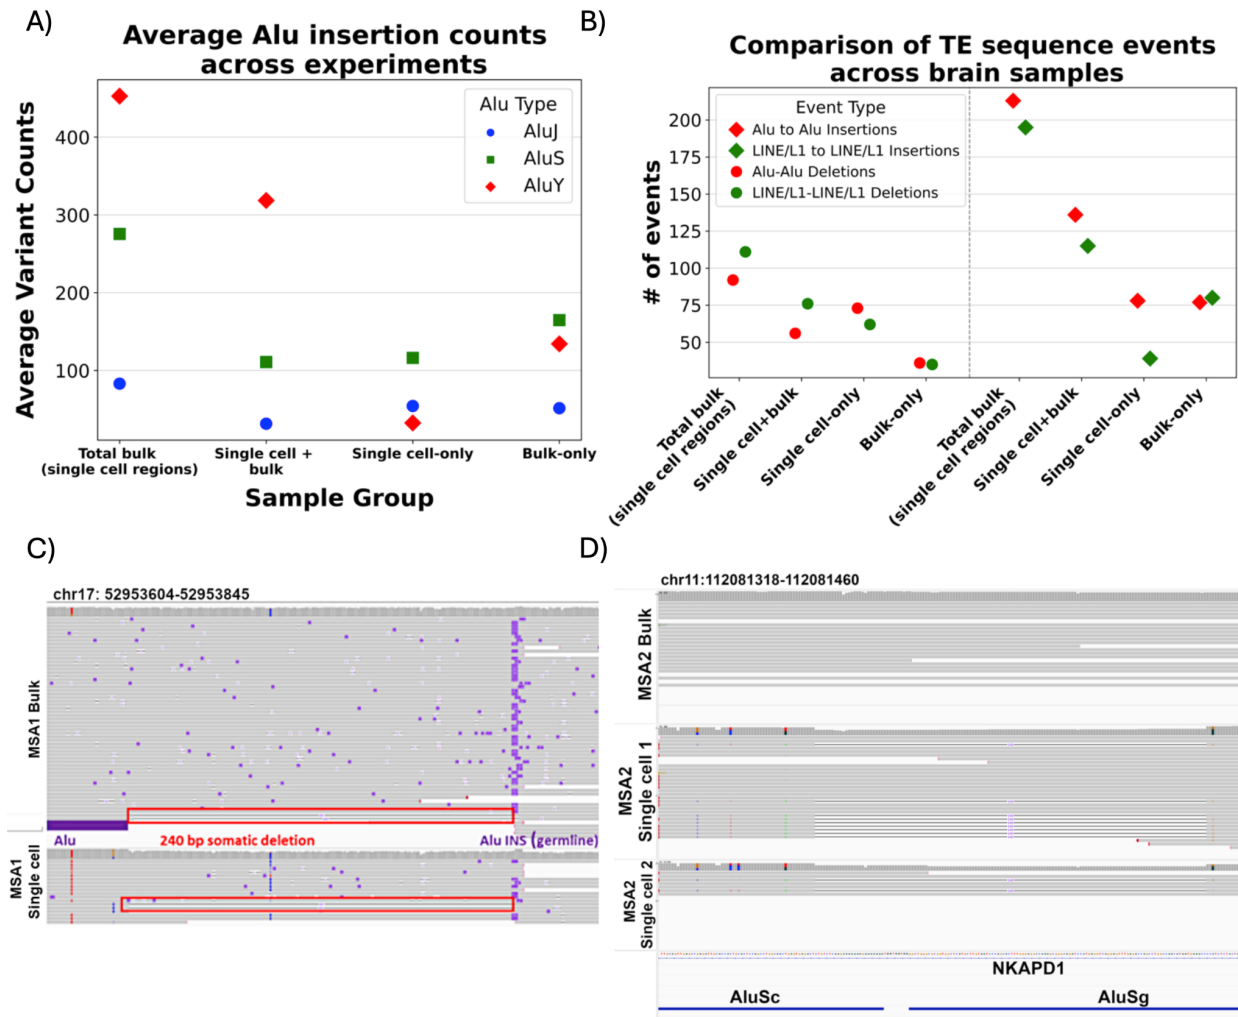 A)
Average Alu insertion counts
across experiments
Average Variant Counts
400
300
200
100
Alu Type
AluJ
AluS
AluY
Total bulk
(single cell regions)
Single cell +
bulk
Single cell-only
Bulk-only
Sample Group
B)
Comparison of TE sequence events
across brain samples
# of events
200
175
150
125
100
75
50
Event Type
Alu to Alu Insertions
LINE/L1 to LINE/L1 Insertions
Alu-Alu Deletions
LINE/L1-LINE/L1 Deletions
Total bulk
(single cell regions)
Single cell+bulk
Single cell-only
Bulk-only
Total bulk
(single cell regions)
Single cell+bulk
Single cell-only
Bulk-only
C)
chr17: 52953604-52953845
MSA1 Bulk
Alu
240 bp somatic deletion
Alu INS (germline)
MSA1
Single cell
D)
chr11:112081318-112081460
MSA2 Bulk
MSA2
Single cell 1
MSA2
Single cell 2
NKAPD1
AluSc
AluSg